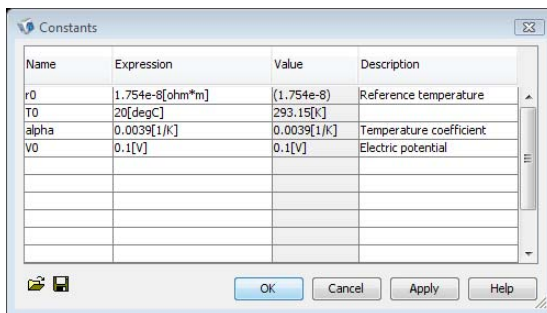 Constants
Name Expression Value Description
r0 1.754e-8[ohm*m] (1.754e-8) Reference temperature
T0 20[degC] 293.15[K]
alpha 0.0039[1/K] 0.0039[1/K] Temperature coefficient
V0 0.1[V] 0.1[V] Electric potential
OK Cancel Apply Help